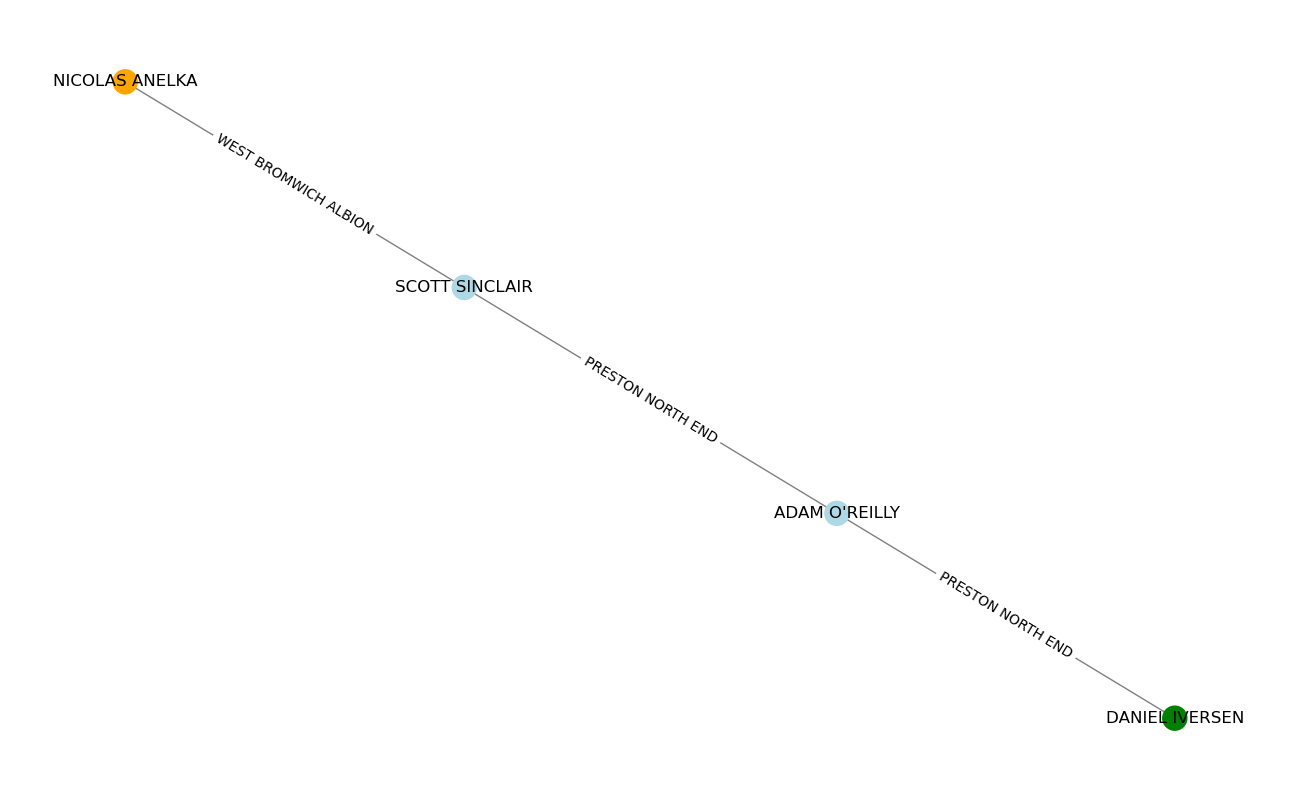 NICOLAS ANELKA
WEST BROMWICH ALBION
SCOTT SINCLAIR
PRESTON NORTH END
ADAM O'REILLY
PRESTON NORTH END
DANIEL IVERSEN